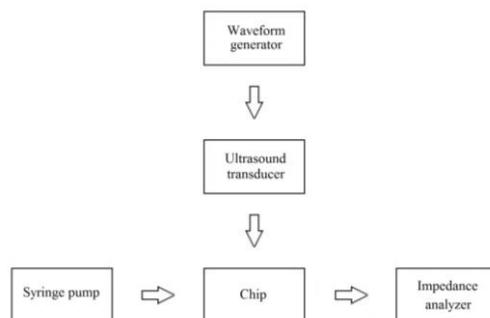 Waveform
generator
Ultrasound
transducer
Syringe pump
Chip
Impedance
analyzer